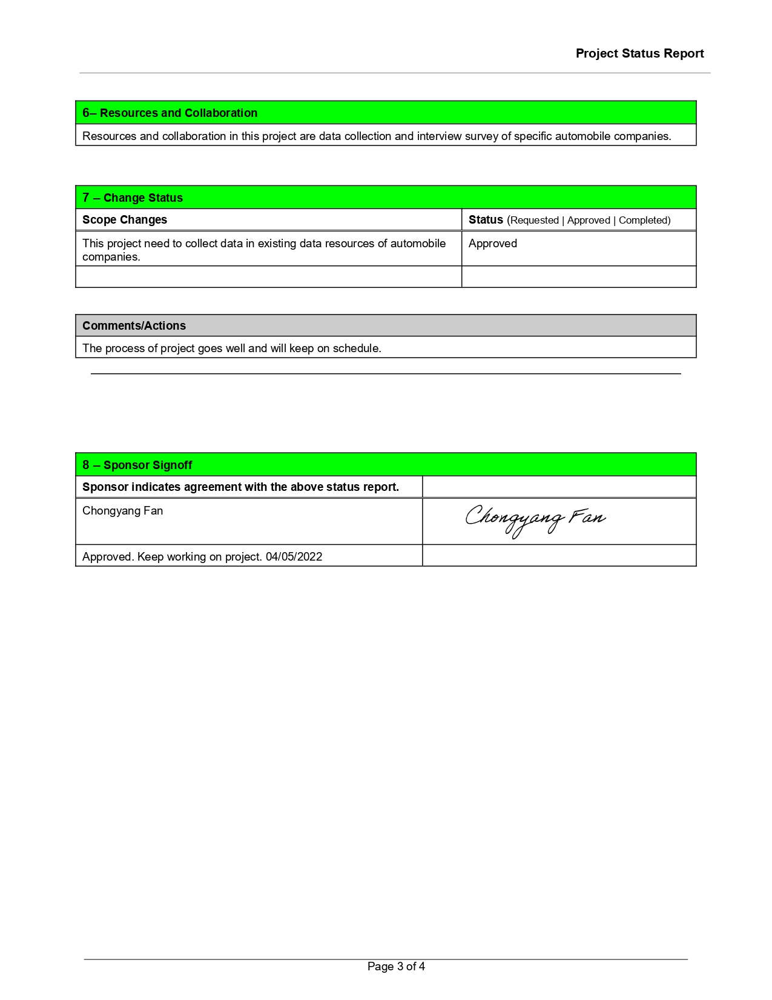 Project Status Report
6– Resources and Collaboration
Resources and collaboration in this project are data collection and interview survey of specific automobile companies.
7 – Change Status
Scope Changes
Status (Requested | Approved | Completed)
This project need to collect data in existing data resources of automobile
companies.
Approved
Comments/Actions
The process of project goes well and will keep on schedule.
8 – Sponsor Signoff
Sponsor indicates agreement with the above status report.
Chongyang Fan
Chongyang Fan
Approved. Keep working on project. 04/05/2022
Page 3 of 4